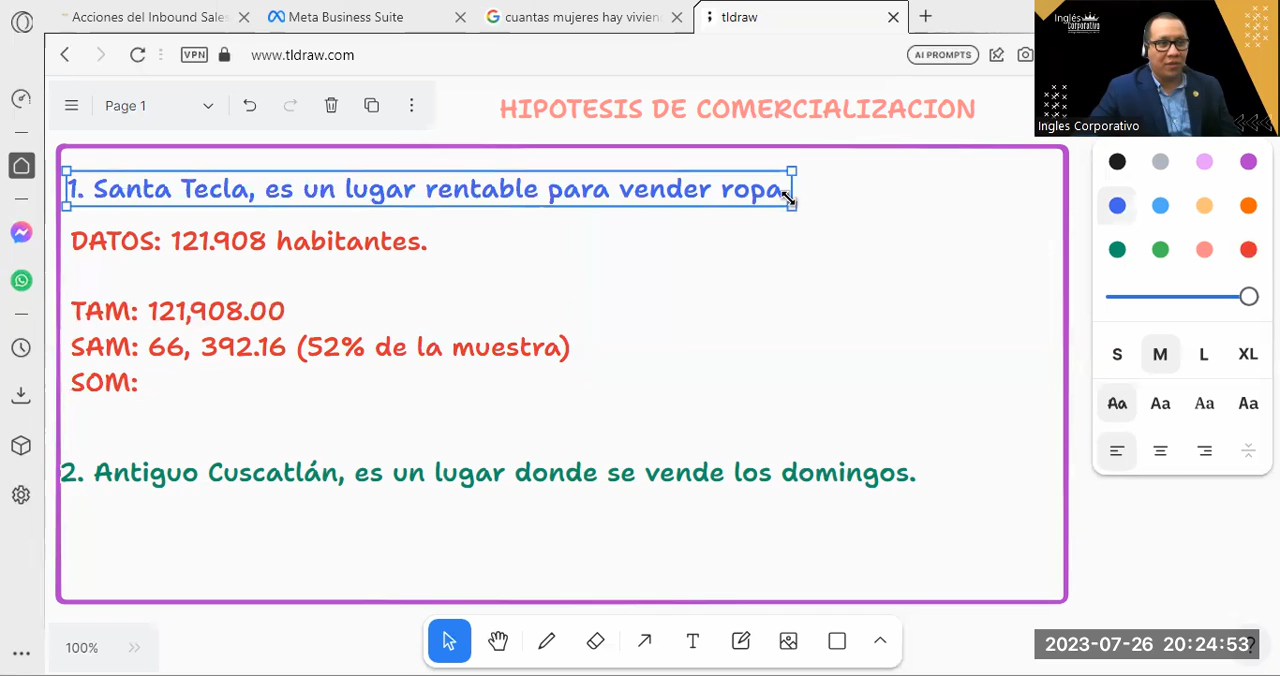 Acciones del Inbound Sales
Meta Business Suite
cuantas mujeres hay vivien
tldraw
VPN
www.tldraw.com
AI PROMPTS
Page 1
HIPOTESIS DE COMERCIALIZACION
Inglés
Corporativo
Ingles Corporativo
1. Santa Tecla, es un lugar rentable para vender ropa.
DATOS: 121.908 habitantes.
TAM: 121,908.00
SAM: 66, 392.16 (52% de la muestra)
SOM:
2. Antiguo Cuscatlán, es un lugar donde se vende los domingos.
S M L XL
Aa Aa Aa Aa
100%
T
2023-07-26 20:24:53
?